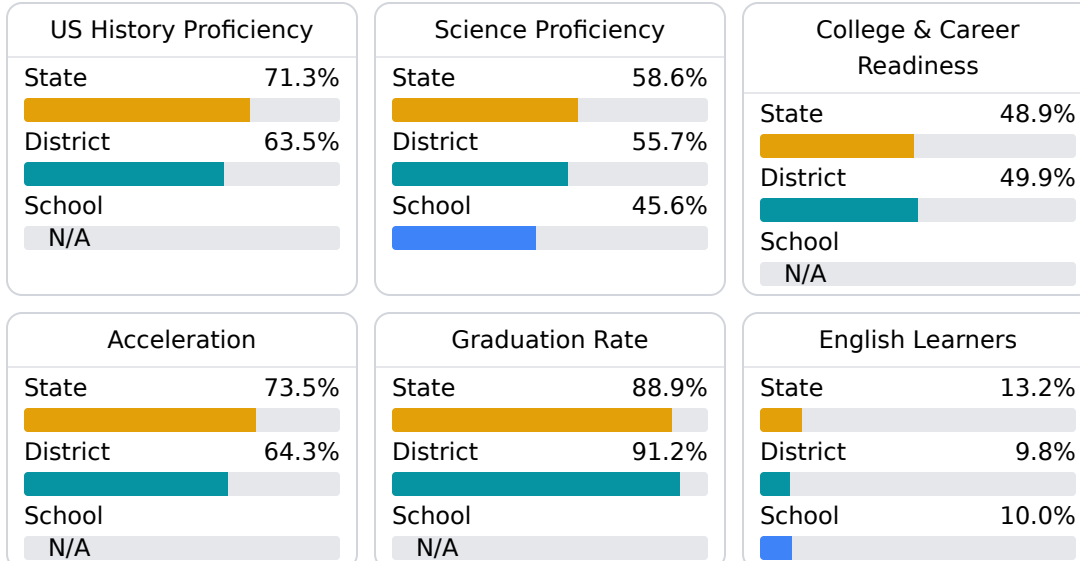 US History Proficiency
State 71.3%
District 63.5%
School
N/A
Science Proficiency
State 58.6%
District 55.7%
School 45.6%
College & Career
Readiness
State 48.9%
District 49.9%
School
N/A
Acceleration
State 73.5%
District 64.3%
School
N/A
Graduation Rate
State 88.9%
District 91.2%
School
N/A
English Learners
State 13.2%
District 9.8%
School 10.0%